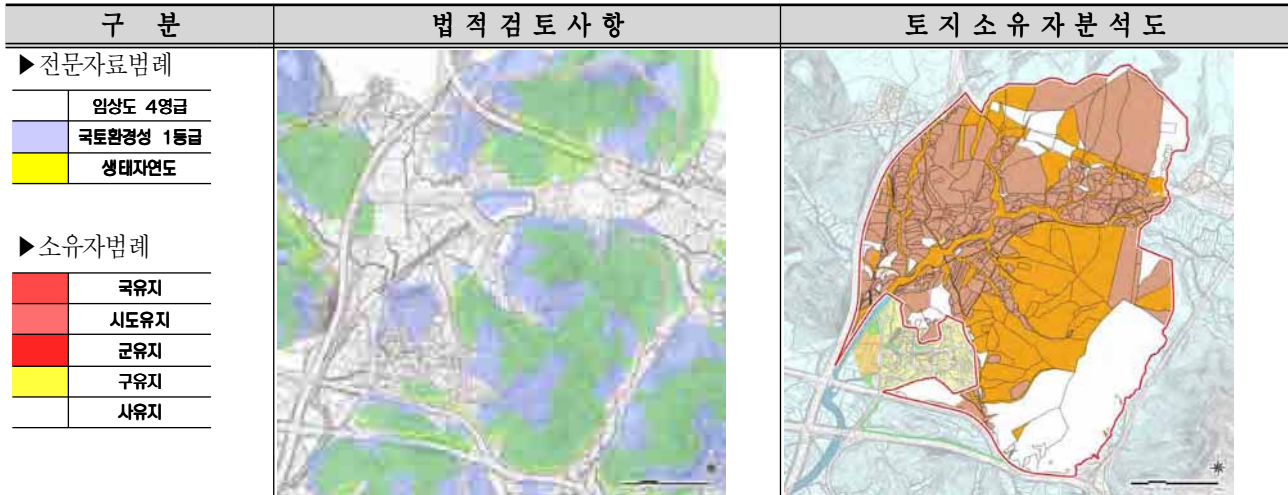 구 분
법적검토사항
토지소유자분석도
▶전문자료범례
임상도 4영급
국토환경성 1등급
생태자연도
▶소유자범례
국유지
시도유지
군유지
구유지
사유지